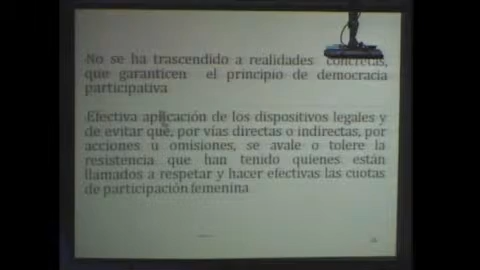 No se ha trascendido a realidades concretas,
que garanticen el principio de democracia
participativa
Efectiva aplicación de los dispositivos legales y
de evitar que, por vías directas o indirectas, por
acciones u omisiones, se avale o tolere la
resistencia que han tenido quienes están
llamados a respetar y hacer efectivas las cuotas
de participación femenina